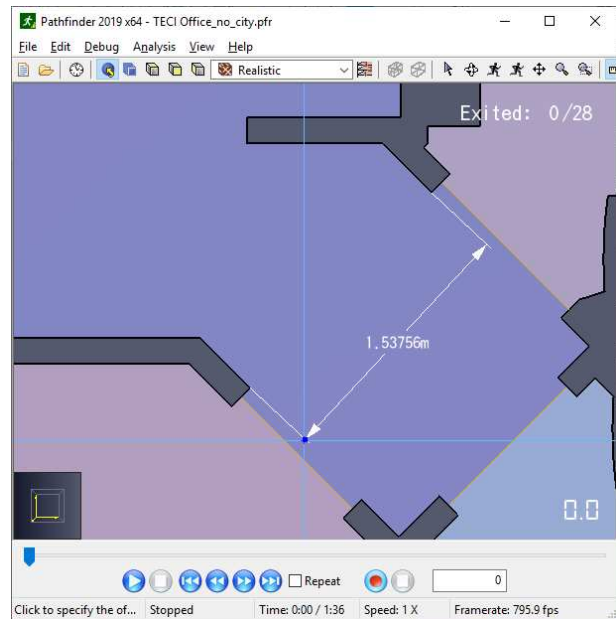 Pathfinder 2019 x64 - TECI Office_no_city.pfr
File Edit Debug Analysis View Help
Realistic
Exited: 0/28
1.53756m
0.0
Repeat
0
Click to specify the of... Stopped Time: 0:00 / 1:36 Speed: 1 X Framerate: 795.9 fps